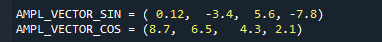 AMPL_VECTOR_SIN = ( 0.12,  -3.4,  5.6, -7.8)
AMPL_VECTOR_COS = (8.7,  6.5,   4.3, 2.1)